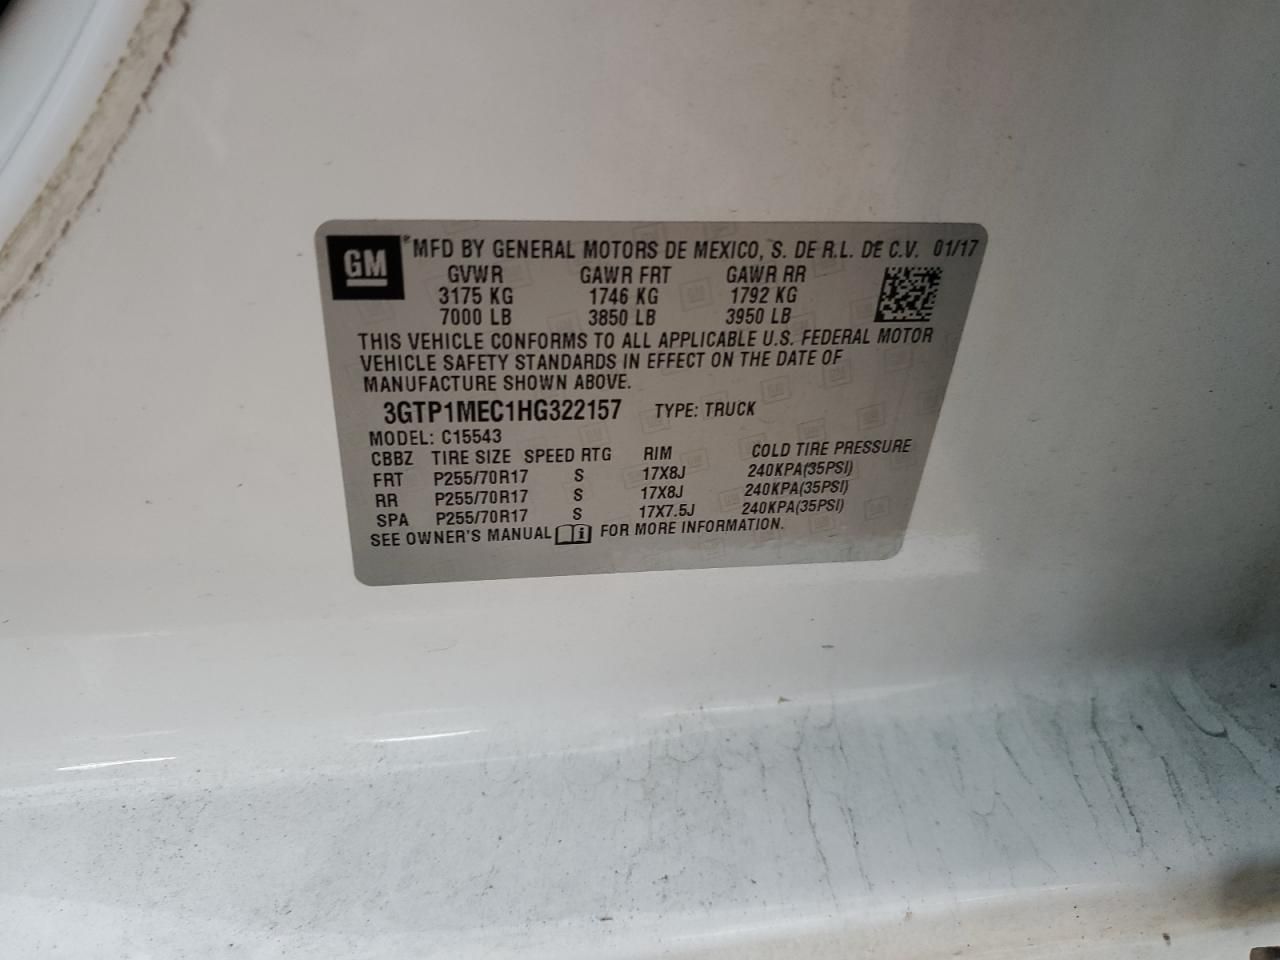 GM ® MFD BY GENERAL MOTORS DE MEXICO, S. DE R.L. DE C.V. 01/17
GVWR GAWR FRT GAWR RR
3175 KG 1746 KG 1792 KG
7000 LB 3850 LB 3950 LB
THIS VEHICLE CONFORMS TO ALL APPLICABLE U.S. FEDERAL MOTOR
VEHICLE SAFETY STANDARDS IN EFFECT ON THE DATE OF
MANUFACTURE SHOWN ABOVE.
3GTP1MEC1HG322157 TYPE: TRUCK
MODEL: C15543
CBBZ TIRE SIZE SPEED RTG RIM COLD TIRE PRESSURE
FRT P255/70R17 S 17X8J 240KPA(35PSI)
RR P255/70R17 S 17X8J 240KPA(35PSI)
SPA P255/70R17 S 17X7.5J 240KPA(35PSI)
SEE OWNER'S MANUAL i FOR MORE INFORMATION.